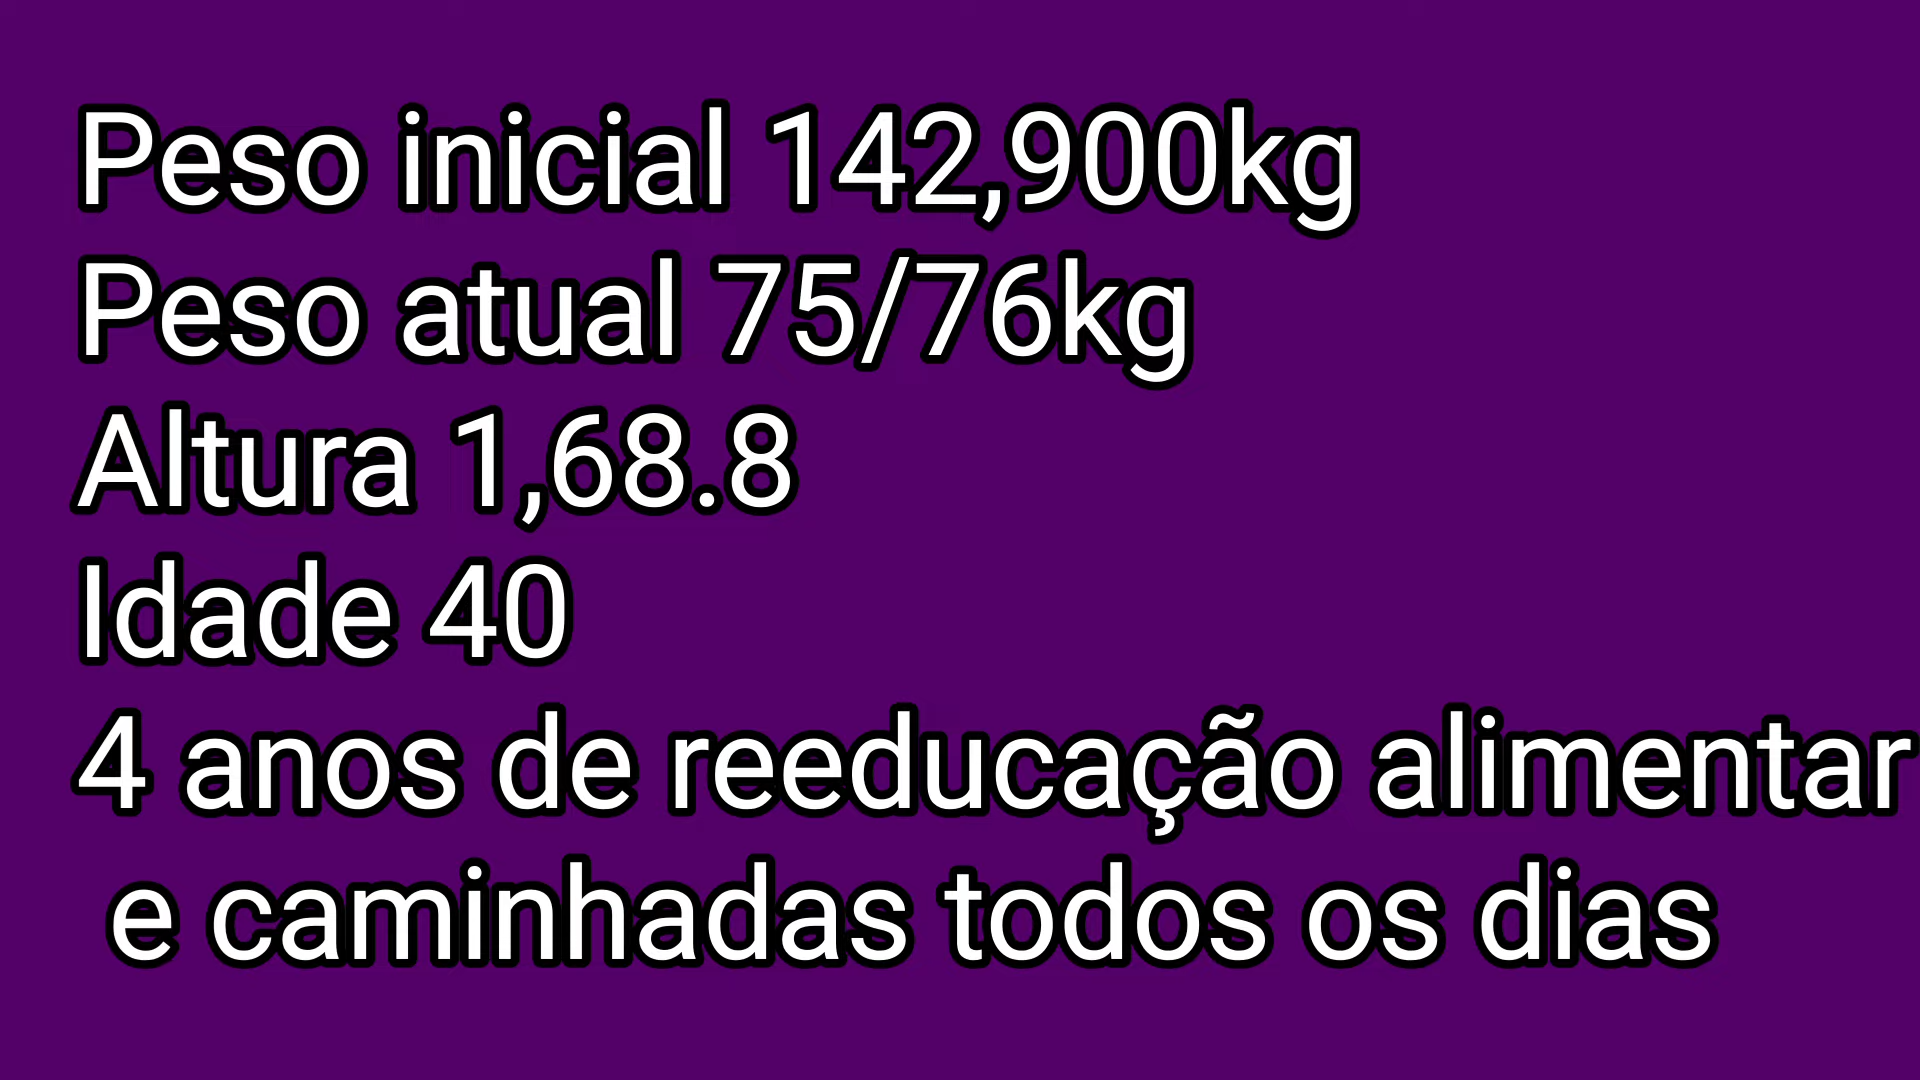 Peso inicial 142,900kg
Peso atual 75/76kg
Altura 1,68.8
Idade 40
4 anos de reeducação alimentar
e caminhadas todos os dias